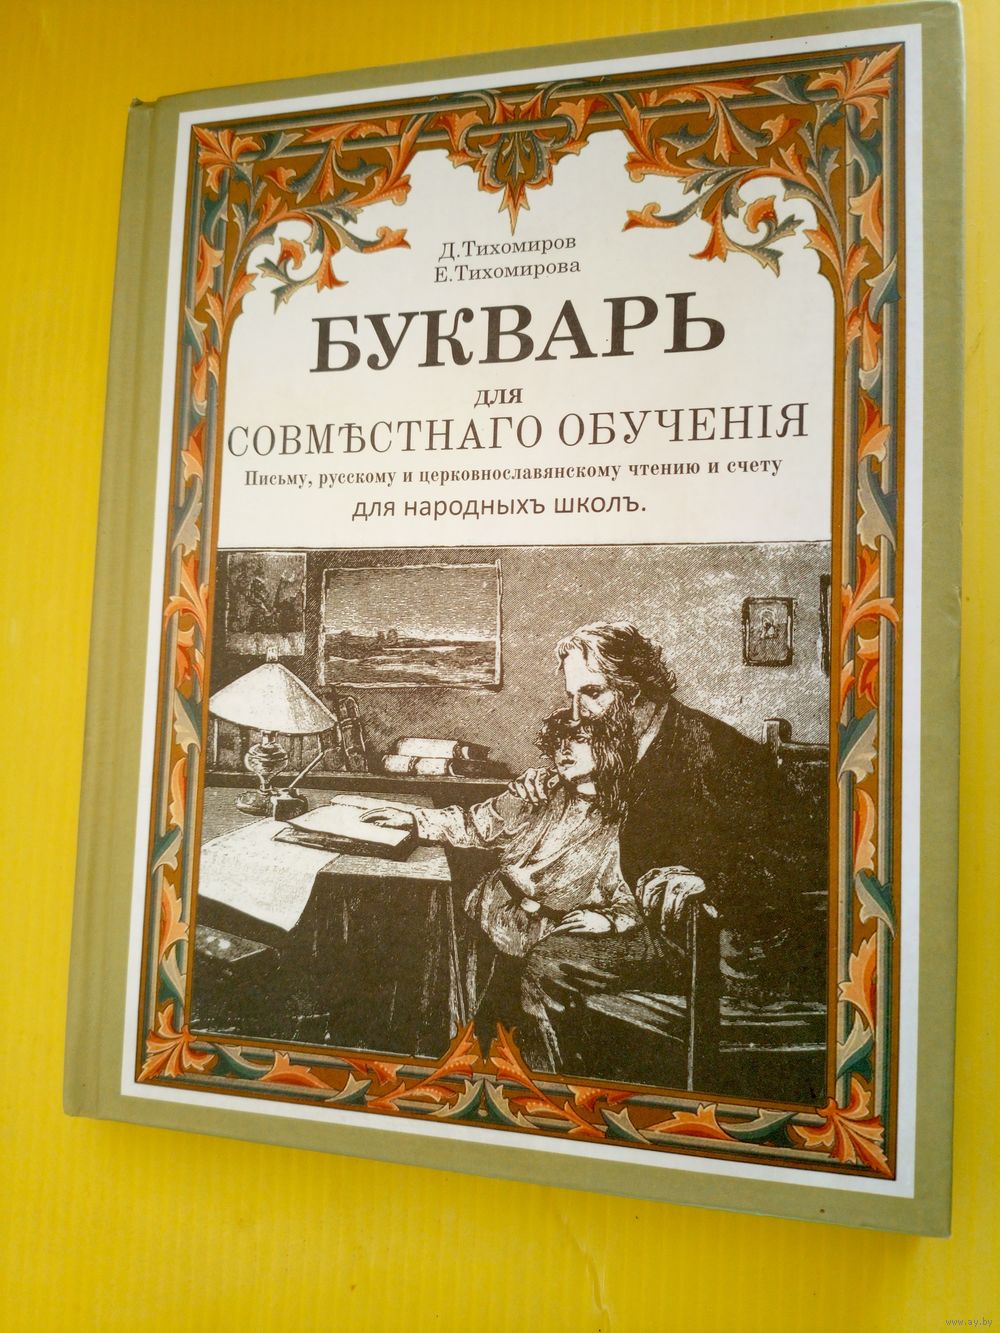 Д.Тихомиров
Е.Тихомирова
БУКВАРЬ
для
СОВМѢСТНАГО ОБУЧЕНІЯ
Письму, русскому и церковнославянскому чтению и счету
для народныхъ школъ.
www.ay.by